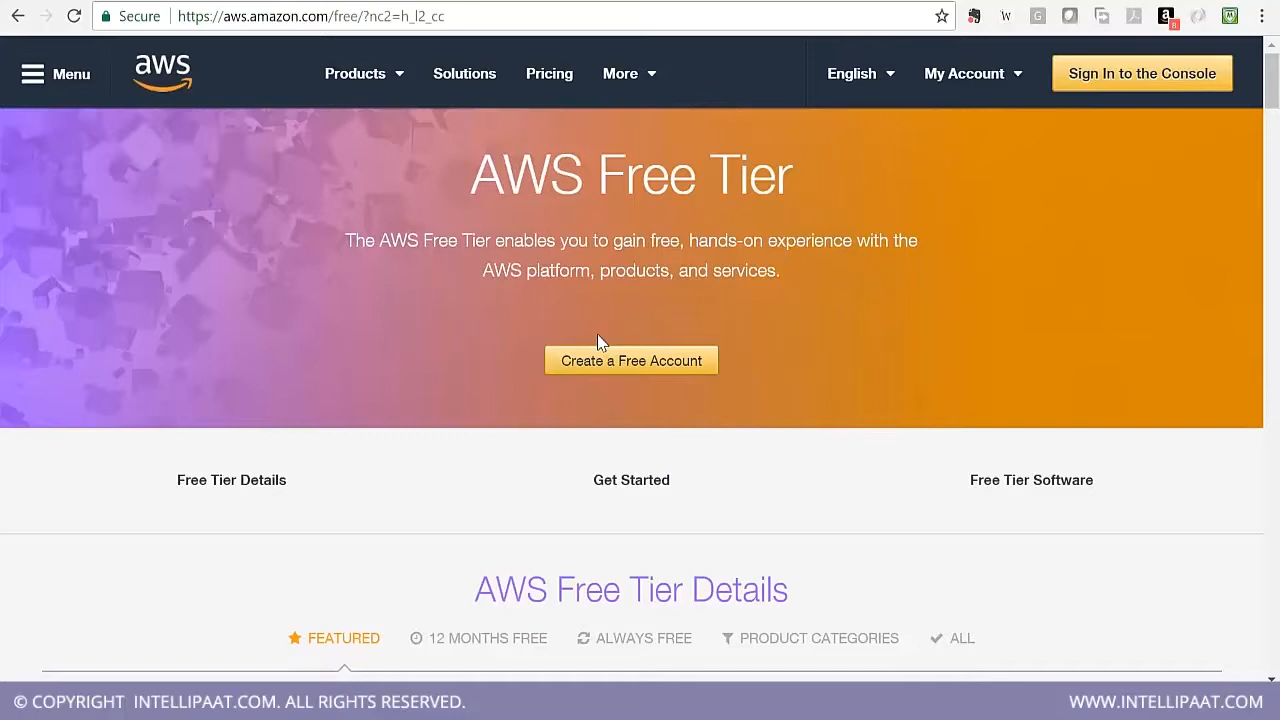 Secure https://aws.amazon.com/free/?nc2=h_l2_cc
Menu aws Products Solutions Pricing More English My Account Sign In to the Console
AWS Free Tier
The AWS Free Tier enables you to gain free, hands-on experience with the
AWS platform, products, and services.
Create a Free Account
Free Tier Details Get Started Free Tier Software
AWS Free Tier Details
FEATURED 12 MONTHS FREE ALWAYS FREE PRODUCT CATEGORIES ALL
© COPYRIGHT INTELLIPAAT.COM. ALL RIGHTS RESERVED. WWW.INTELLIPAAT.COM